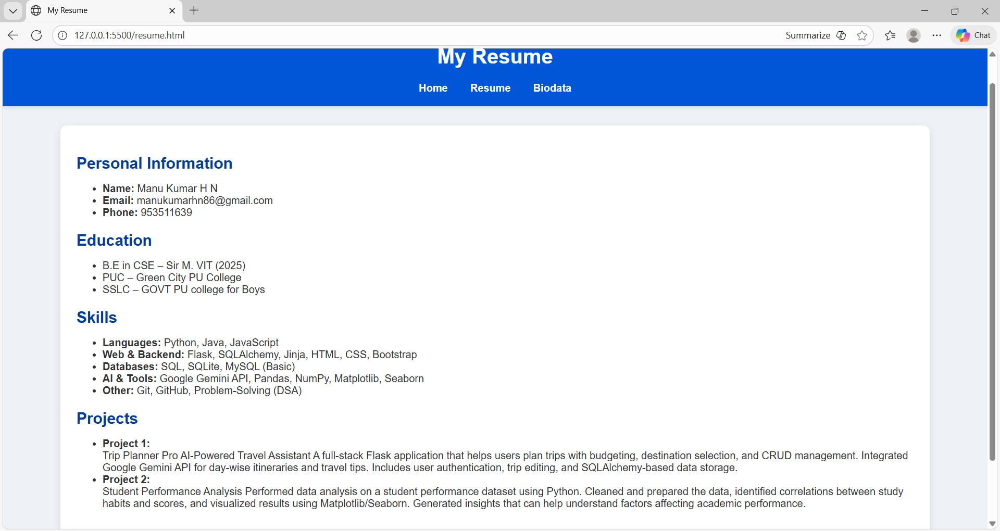 My Resume
127.0.0.1:5500/resume.html
Summarize
Chat
My Resume
Home Resume Biodata
Personal Information
• Name: Manu Kumar H N
• Email: manukumarhn86@gmail.com
• Phone: 953511639
Education
• B.E in CSE – Sir M. VIT (2025)
• PUC – Green City PU College
• SSLC – GOVT PU college for Boys
Skills
• Languages: Python, Java, JavaScript
• Web & Backend: Flask, SQLAlchemy, Jinja, HTML, CSS, Bootstrap
• Databases: SQL, SQLite, MySQL (Basic)
• AI & Tools: Google Gemini API, Pandas, NumPy, Matplotlib, Seaborn
• Other: Git, GitHub, Problem-Solving (DSA)
Projects
• Project 1:
Trip Planner Pro AI-Powered Travel Assistant A full-stack Flask application that helps users plan trips with budgeting, destination selection, and CRUD management. Integrated
Google Gemini API for day-wise itineraries and travel tips. Includes user authentication, trip editing, and SQLAlchemy-based data storage.
• Project 2:
Student Performance Analysis Performed data analysis on a student performance dataset using Python. Cleaned and prepared the data, identified correlations between study
habits and scores, and visualized results using Matplotlib/Seaborn. Generated insights that can help understand factors affecting academic performance.